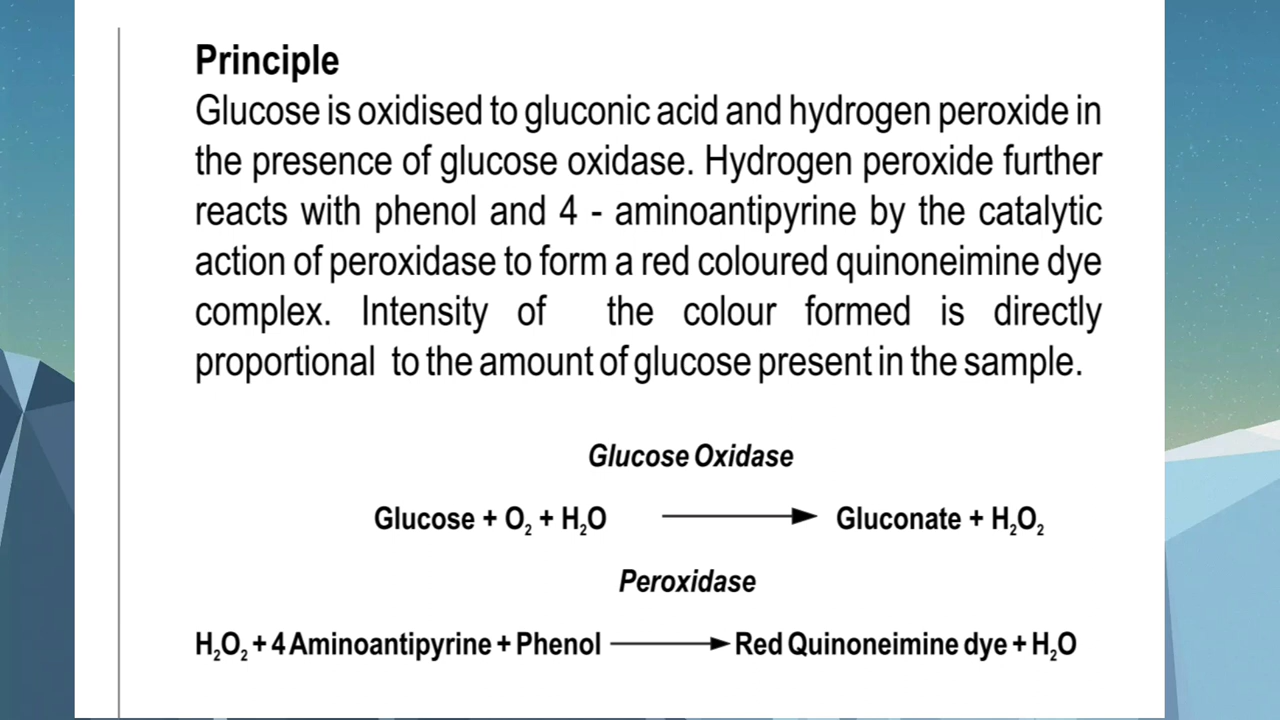 Principle
Glucose is oxidised to gluconic acid and hydrogen peroxide in
the presence of glucose oxidase. Hydrogen peroxide further
reacts with phenol and 4 - aminoantipyrine by the catalytic
action of peroxidase to form a red coloured quinoneimine dye
complex. Intensity of the colour formed is directly
proportional to the amount of glucose present in the sample.
Glucose Oxidase
Glucose + O₂ + H₂O ⟶ Gluconate + H₂O₂
Peroxidase
H₂O₂ + 4 Aminoantipyrine + Phenol ⟶ Red Quinoneimine dye + H₂O